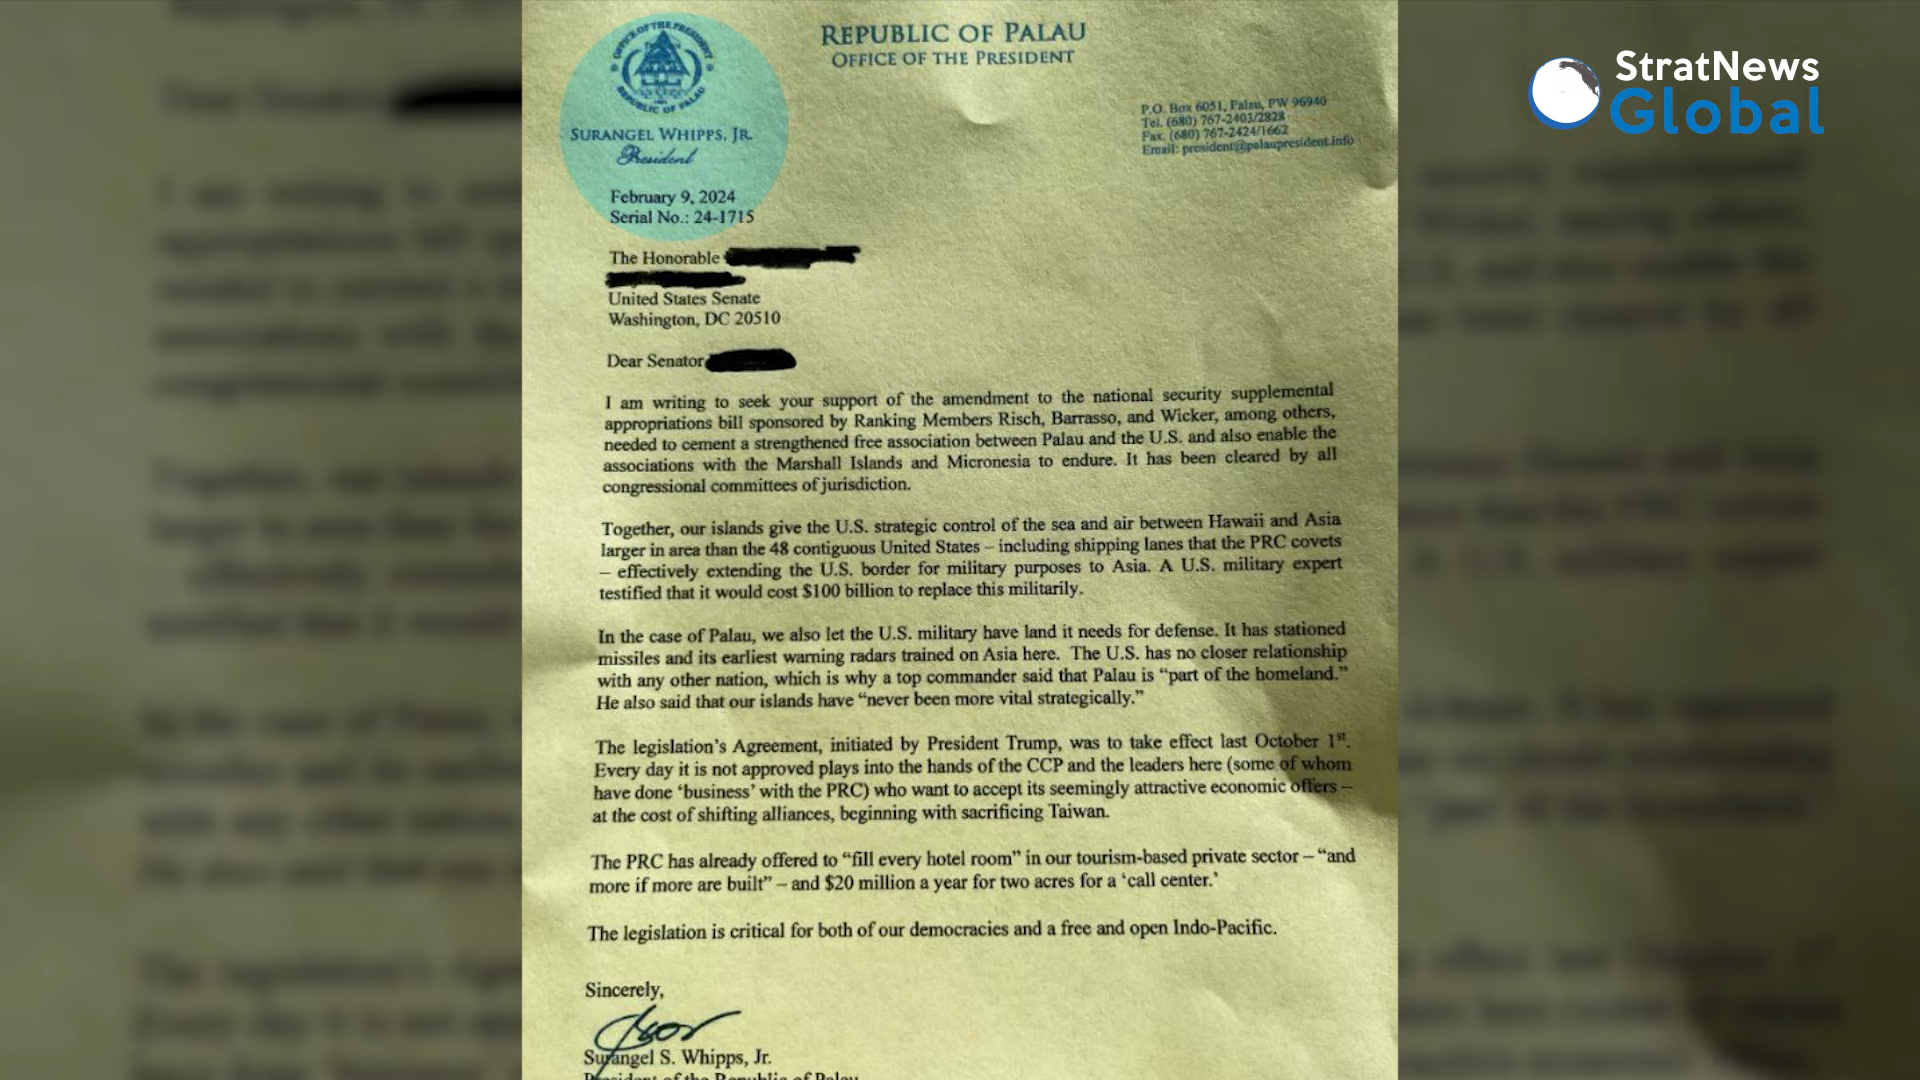 OFFICE OF THE PRESIDENT
REPUBLIC OF PALAU
SURANGEL WHIPPS, JR.
President
REPUBLIC OF PALAU
OFFICE OF THE PRESIDENT
P.O. Box 6051, Palau, PW 96940
Tel. (680) 767-2403/2828
Fax. (680) 767-2424/1662
Email: president@palaupresident.info
StratNews
Global
February 9, 2024
Serial No.: 24-1715
The Honorable
United States Senate
Washington, DC 20510
Dear Senator
I am writing to seek your support of the amendment to the national security supplemental
appropriations bill sponsored by Ranking Members Risch, Barrasso, and Wicker, among others,
needed to cement a strengthened free association between Palau and the U.S. and also enable the
associations with the Marshall Islands and Micronesia to endure. It has been cleared by all
congressional committees of jurisdiction.
Together, our islands give the U.S. strategic control of the sea and air between Hawaii and Asia
larger in area than the 48 contiguous United States – including shipping lanes that the PRC covets
– effectively extending the U.S. border for military purposes to Asia. A U.S. military expert
testified that it would cost $100 billion to replace this militarily.
In the case of Palau, we also let the U.S. military have land it needs for defense. It has stationed
missiles and its earliest warning radars trained on Asia here. The U.S. has no closer relationship
with any other nation, which is why a top commander said that Palau is “part of the homeland.”
He also said that our islands have “never been more vital strategically.”
The legislation’s Agreement, initiated by President Trump, was to take effect last October 1st.
Every day it is not approved plays into the hands of the CCP and the leaders here (some of whom
have done ‘business’ with the PRC) who want to accept its seemingly attractive economic offers –
at the cost of shifting alliances, beginning with sacrificing Taiwan.
The PRC has already offered to “fill every hotel room” in our tourism-based private sector – “and
more if more are built” – and $20 million a year for two acres for a ‘call center.’
The legislation is critical for both of our democracies and a free and open Indo-Pacific.
Sincerely,
Surangel S. Whipps, Jr.
President of the Republic of Palau